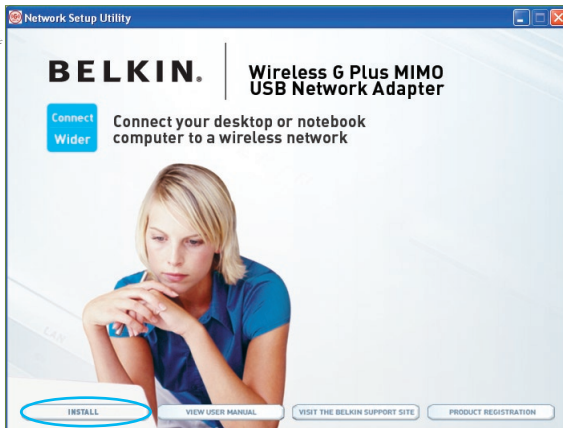 Network Setup Utility
BELKIN.
Wireless G Plus MIMO
USB Network Adapter
Connect
Wider
Connect your desktop or notebook
computer to a wireless network
LAN
INSTALL
VIEW USER MANUAL
VISIT THE BELKIN SUPPORT SITE
PRODUCT REGISTRATION